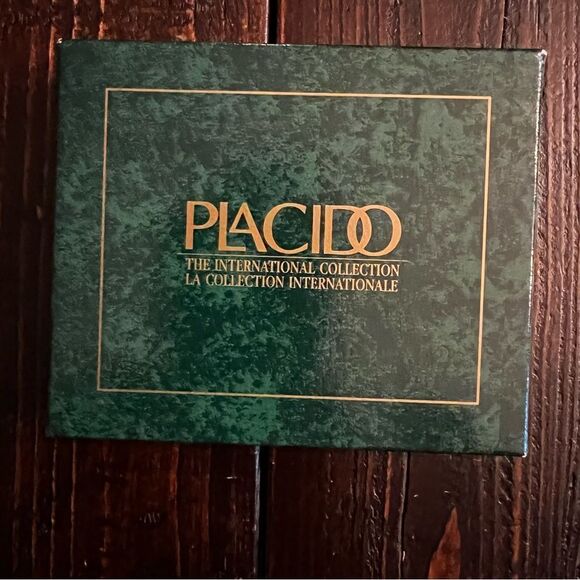 PLACIDO
THE INTERNATIONAL COLLECTION
LA COLLECTION INTERNATIONALE